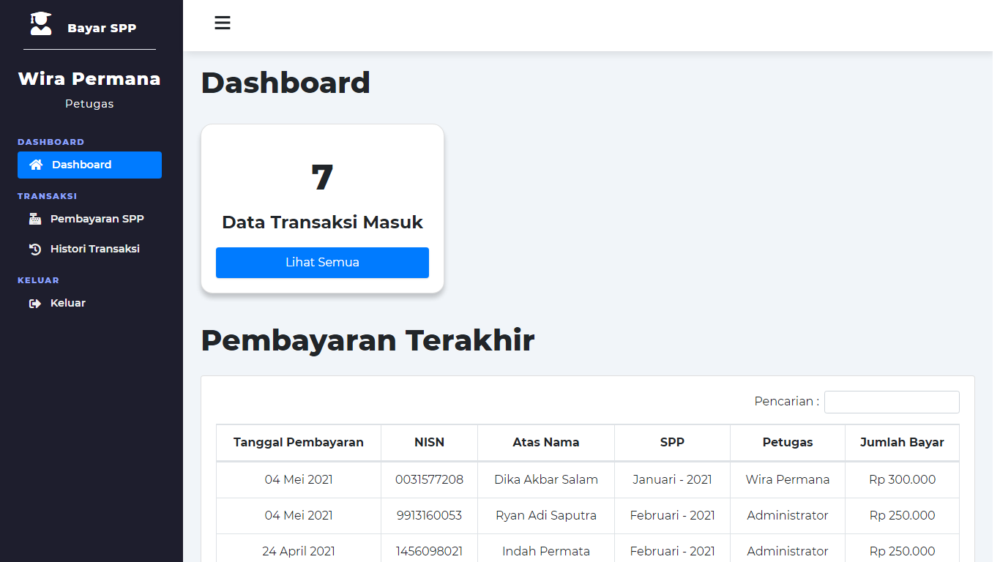 Bayar SPP
Wira Permana
Petugas
DASHBOARD
Dashboard
TRANSAKSI
Pembayaran SPP
Histori Transaksi
KELUAR
Keluar
Dashboard
7
Data Transaksi Masuk
Lihat Semua
Pembayaran Terakhir
Pencarian :
Tanggal Pembayaran NISN Atas Nama SPP Petugas Jumlah Bayar
04 Mei 2021 0031577208 Dika Akbar Salam Januari - 2021 Wira Permana Rp 300.000
04 Mei 2021 9913160053 Ryan Adi Saputra Februari - 2021 Administrator Rp 250.000
24 April 2021 1456098021 Indah Permata Februari - 2021 Administrator Rp 250.000